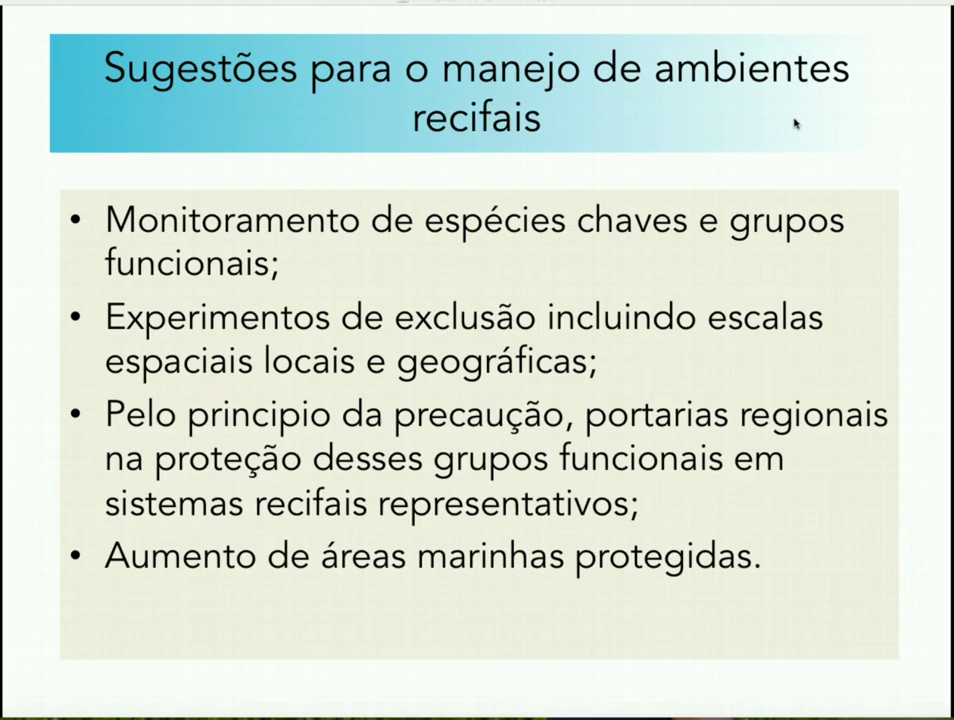 Sugestões para o manejo de ambientes
recifais
• Monitoramento de espécies chaves e grupos
funcionais;
• Experimentos de exclusão incluindo escalas
espaciais locais e geográficas;
• Pelo principio da precaução, portarias regionais
na proteção desses grupos funcionais em
sistemas recifais representativos;
• Aumento de áreas marinhas protegidas.